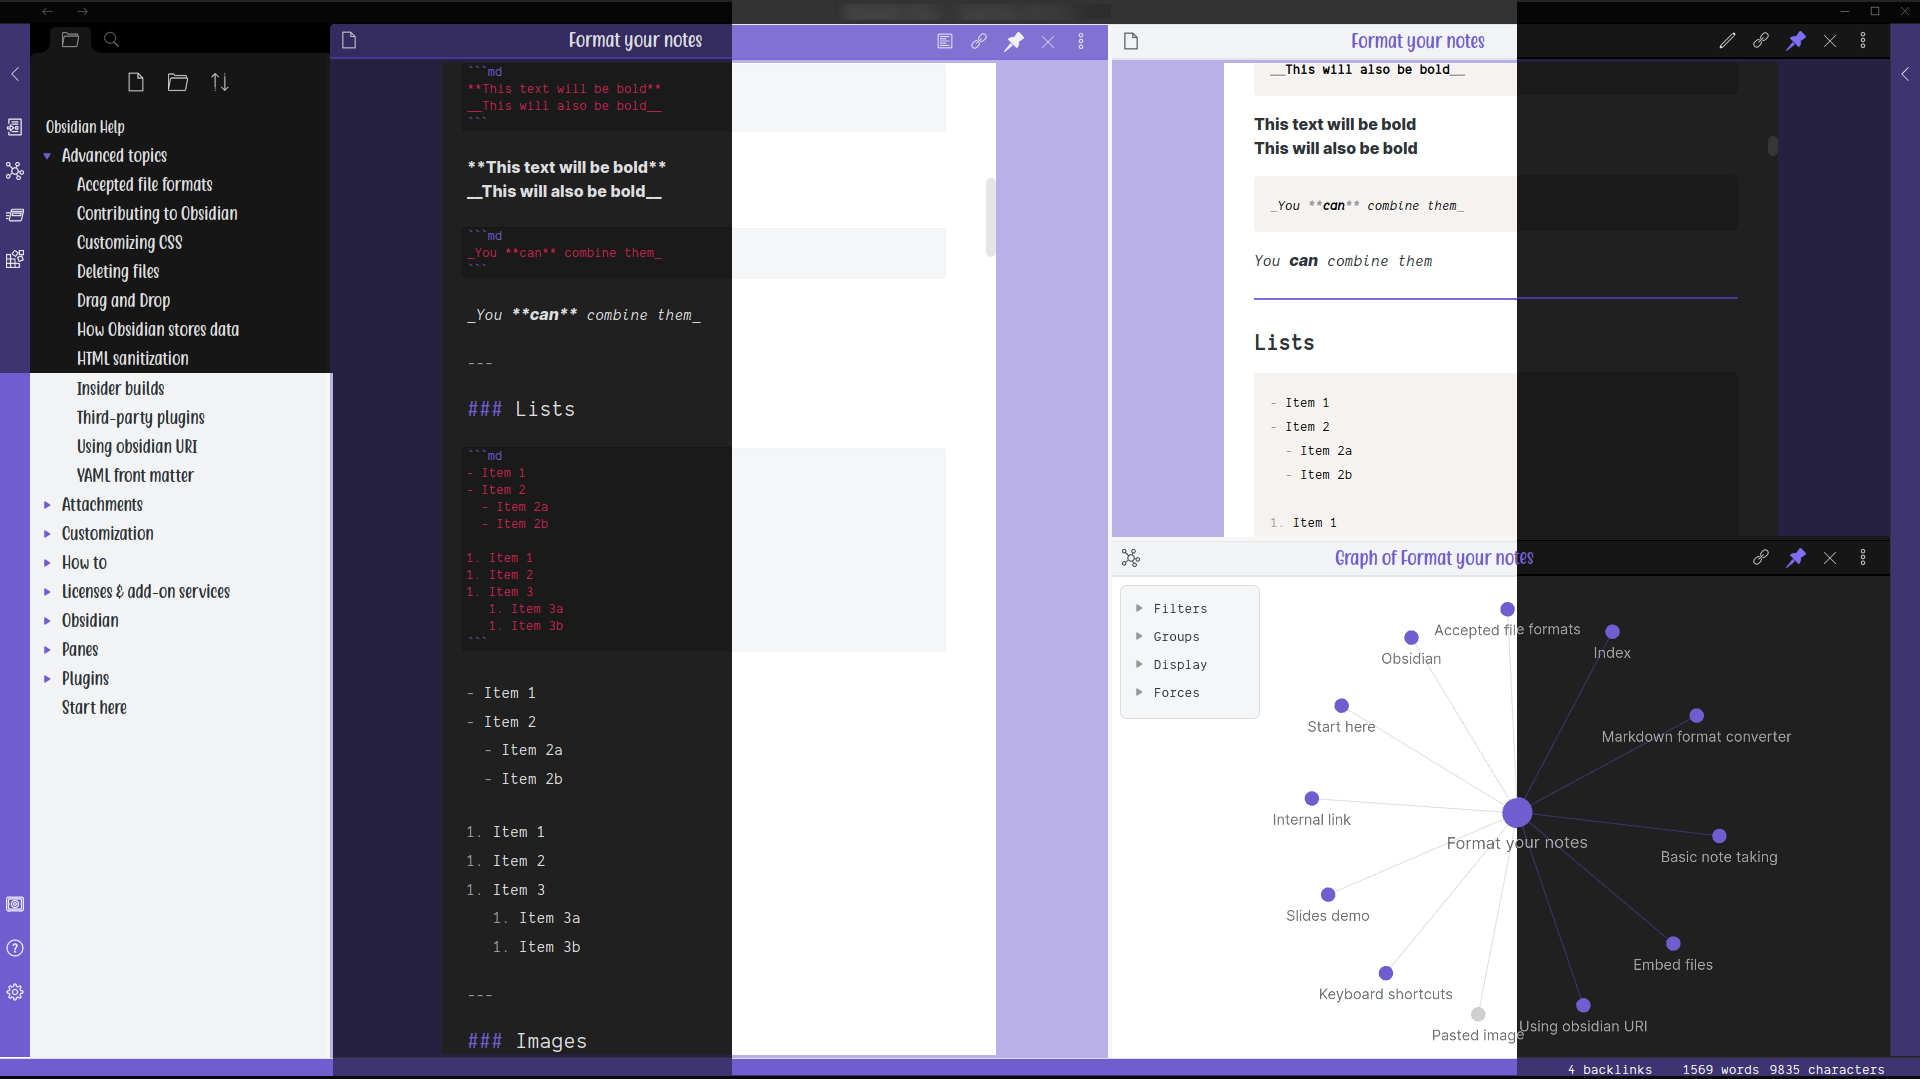 Obsidian Help
Advanced topics
Accepted file formats
Contributing to Obsidian
Customizing CSS
Deleting files
Drag and Drop
How Obsidian stores data
HTML sanitization
Insider builds
Third-party plugins
Using obsidian URI
YAML front matter
Attachments
Customization
How to
Licenses & add-on services
Obsidian
Panes
Plugins
Start here
Format your notes
```md
**This text will be bold**
__This will also be bold__
```
**This text will be bold**
__This will also be bold__
```md
_You **can** combine them_
```
_You **can** combine them_
---
### Lists
```md
- Item 1
- Item 2
- Item 2a
- Item 2b
1. Item 1
1. Item 2
1. Item 3
1. Item 3a
1. Item 3b
```
- Item 1
- Item 2
- Item 2a
- Item 2b
1. Item 1
1. Item 2
1. Item 3
1. Item 3a
1. Item 3b
---
### Images
Format your notes
__This will also be bold__
This text will be bold
This will also be bold
_You **can** combine them_
You can combine them
Lists
- Item 1
- Item 2
- Item 2a
- Item 2b
1. Item 1
Graph of Format your notes
Filters
Groups
Display
Forces
Accepted file formats
Obsidian
Index
Start here
Markdown format converter
Internal link
Format your notes
Basic note taking
Slides demo
Embed files
Keyboard shortcuts
Pasted image
Using obsidian URI
4 backlinks
1569 words
9835 characters